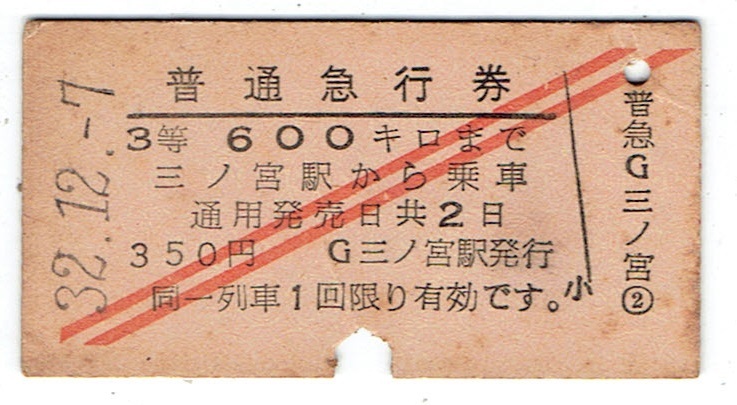 普通急行券
3等 600キロまで
三ノ宮駅から乗車
通用発売日共2日
350円 G三ノ宮駅発行
同一列車1回限り有効です。
小
普急G三ノ宮②
32.12.-7